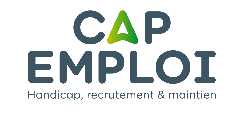 CAP
EMPLOI
Handicap, recrutement & maintien